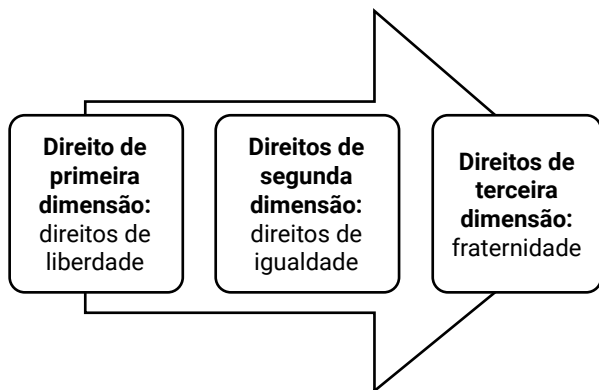 Direito de
primeira
dimensão:
direitos de
liberdade
Direitos de
segunda
dimensão:
direitos de
igualdade
Direitos de
terceira
dimensão:
fraternidade